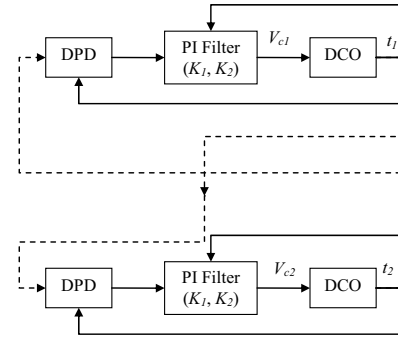 DPD
PI Filter
(K1, K2)
Vc1
DCO
t1
DPD
PI Filter
(K1, K2)
Vc2
DCO
t2